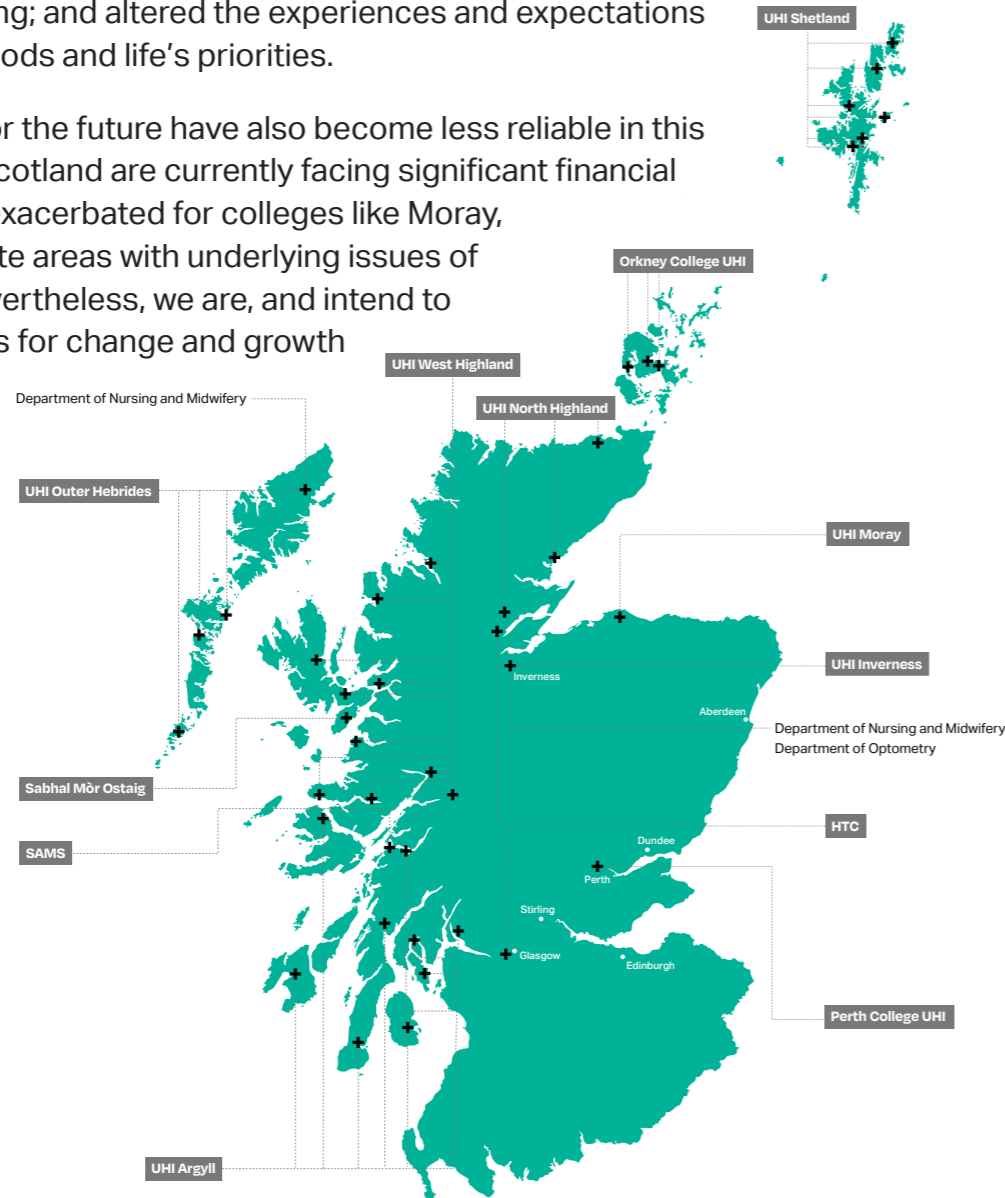 ng; and altered the experiences and expectations
ods and life's priorities.
or the future have also become less reliable in this
cotland are currently facing significant financial
exacerbated for colleges like Moray,
te areas with underlying issues of
vertheless, we are, and intend to
s for change and growth
UHI Shetland
Orkney College UHI
UHI West Highland
UHI North Highland
Department of Nursing and Midwifery
UHI Outer Hebrides
UHI Moray
UHI Inverness
Inverness
Aberdeen
Department of Nursing and Midwifery
Department of Optometry
Sabhal Mòr Ostaig
SAMS
HTC
Dundee
Perth
Stirling
Glasgow
Edinburgh
Perth College UHI
UHI Argyll